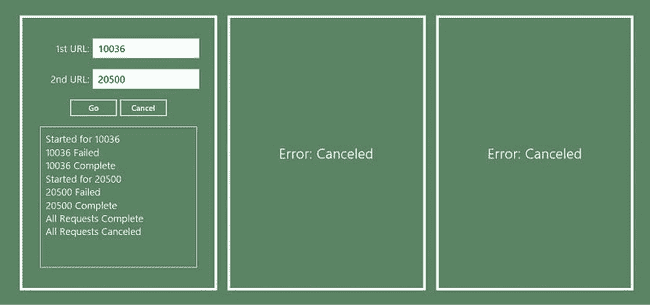 1st URL: 10036
2nd URL: 20500
Go Cancel
Started for 10036
10036 Failed
10036 Complete
Started for 20500
20500 Failed
20500 Complete
All Requests Complete
All Requests Canceled
Error: Canceled
Error: Canceled